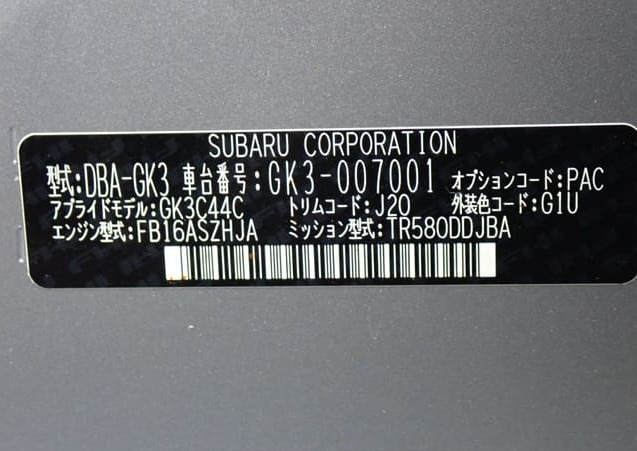 SUBARU CORPORATION
型式:DBA-GK3 車台番号:GK3-007001 オプションコード:PAC
アプライドモデル:GK3C44C トリムコード:J20 外装色コード:G1U
エンジン型式:FB16ASZHJA ミッション型式:TR580DDJBA